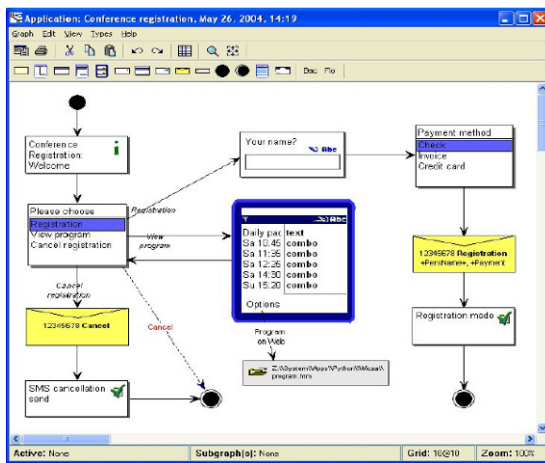 Application: Conference registration, May 26, 2004, 14:19
Graph Edit View Types Help
Conference
Registration:
Welcome
Your name?
Abc
Payment method
Check
Invoice
Credit card
Please choose
Registration
View program
Cancel registration
Registration
View
program
Abc
Daily pac text
Sa 10.45 combo
Sa 11:35 combo
Sa 12:25 combo
Sa 14:30 combo
Su 15:20 combo
Options
12345678 Registration
+PersName+, +Payment
Cancel
registration
12345678 Cancel
Cancel
Program
on Web
Registration made
program.htm
SMS cancellation
send
Active: None
Subgraph(s): None
Grid: 10@10
Zoom: 100%